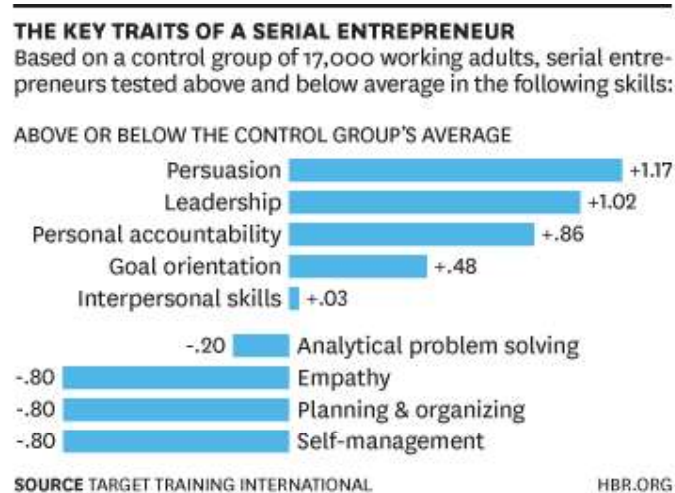 THE KEY TRAITS OF A SERIAL ENTREPRENEUR
Based on a control group of 17,000 working adults, serial entre-
preneurs tested above and below average in the following skills:
ABOVE OR BELOW THE CONTROL GROUP'S AVERAGE
Persuasion +1.17
Leadership +1.02
Personal accountability +.86
Goal orientation +.48
Interpersonal skills +.03
-.20 Analytical problem solving
-.80 Empathy
-.80 Planning & organizing
-.80 Self-management
SOURCE TARGET TRAINING INTERNATIONAL HBR.ORG